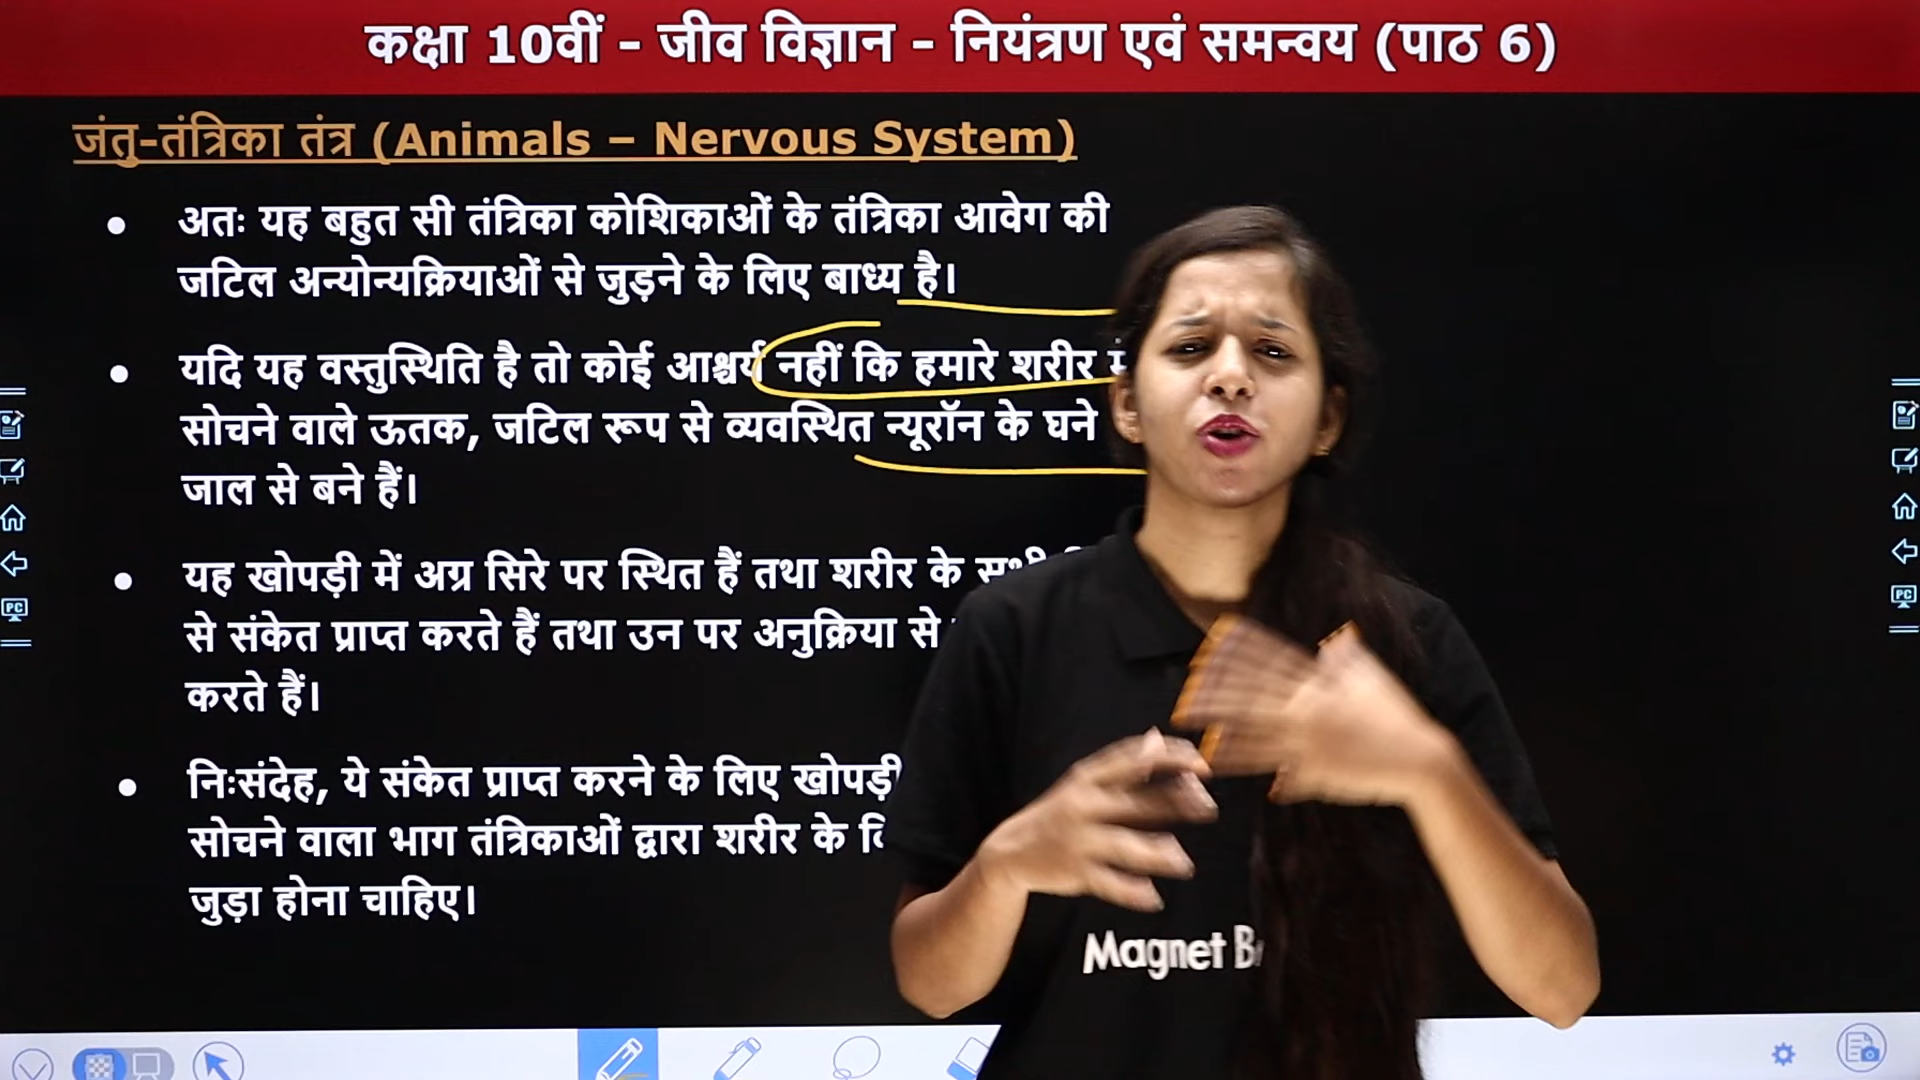 कक्षा 10वीं - जीव विज्ञान - नियंत्रण एवं समन्वय (पाठ 6)
जंतु-तंत्रिका तंत्र (Animals – Nervous System)
• अतः यह बहुत सी तंत्रिका कोशिकाओं के तंत्रिका आवेग की
जटिल अन्योन्यक्रियाओं से जुड़ने के लिए बाध्य है।
• यदि यह वस्तुस्थिति है तो कोई आश्चर्य नहीं कि हमारे शरीर
सोचने वाले ऊतक, जटिल रूप से व्यवस्थित न्यूरॉन के घने
जाल से बने हैं।
• यह खोपड़ी में अग्र सिरे पर स्थित हैं तथा शरीर के
से संकेत प्राप्त करते हैं तथा उन पर अनुक्रिया से
करते हैं।
• निःसंदेह, ये संकेत प्राप्त करने के लिए खोपड़ी
सोचने वाला भाग तंत्रिकाओं द्वारा शरीर के
जुड़ा होना चाहिए।
Magnet
PC
PC